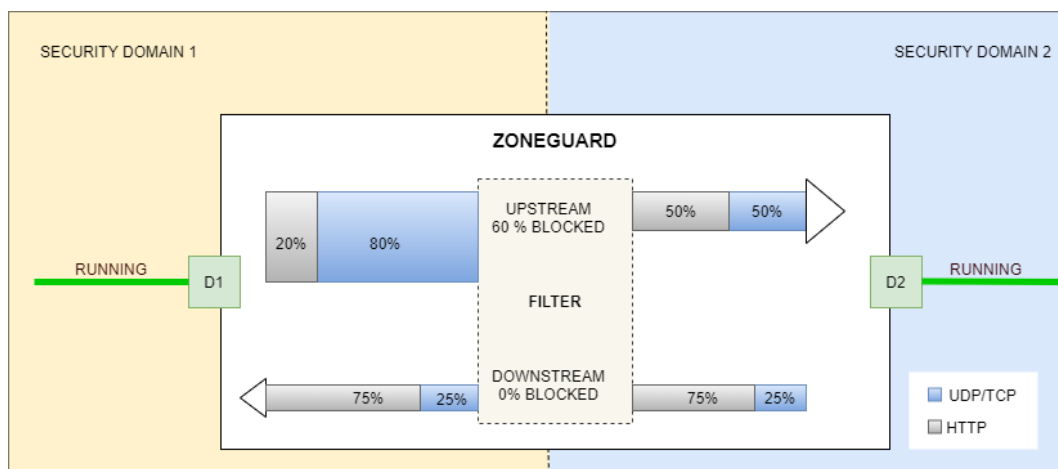 SECURITY DOMAIN 1
SECURITY DOMAIN 2
ZONEGUARD
20%
80%
UPSTREAM
60 % BLOCKED
50%
50%
RUNNING
D1
FILTER
D2
RUNNING
DOWNSTREAM
0% BLOCKED
75%
25%
75%
25%
UDP/TCP
HTTP